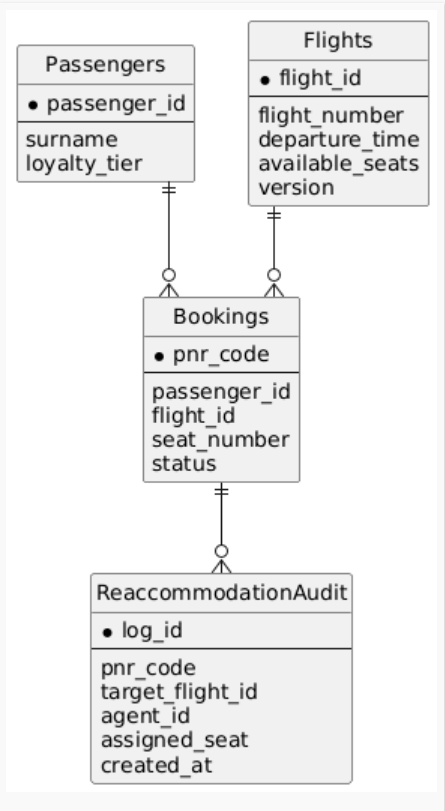 Passengers
passenger_id
surname
loyalty_tier
Flights
flight_id
flight_number
departure_time
available_seats
version
Bookings
pnr_code
passenger_id
flight_id
seat_number
status
ReaccommodationAudit
log_id
pnr_code
target_flight_id
agent_id
assigned_seat
created_at